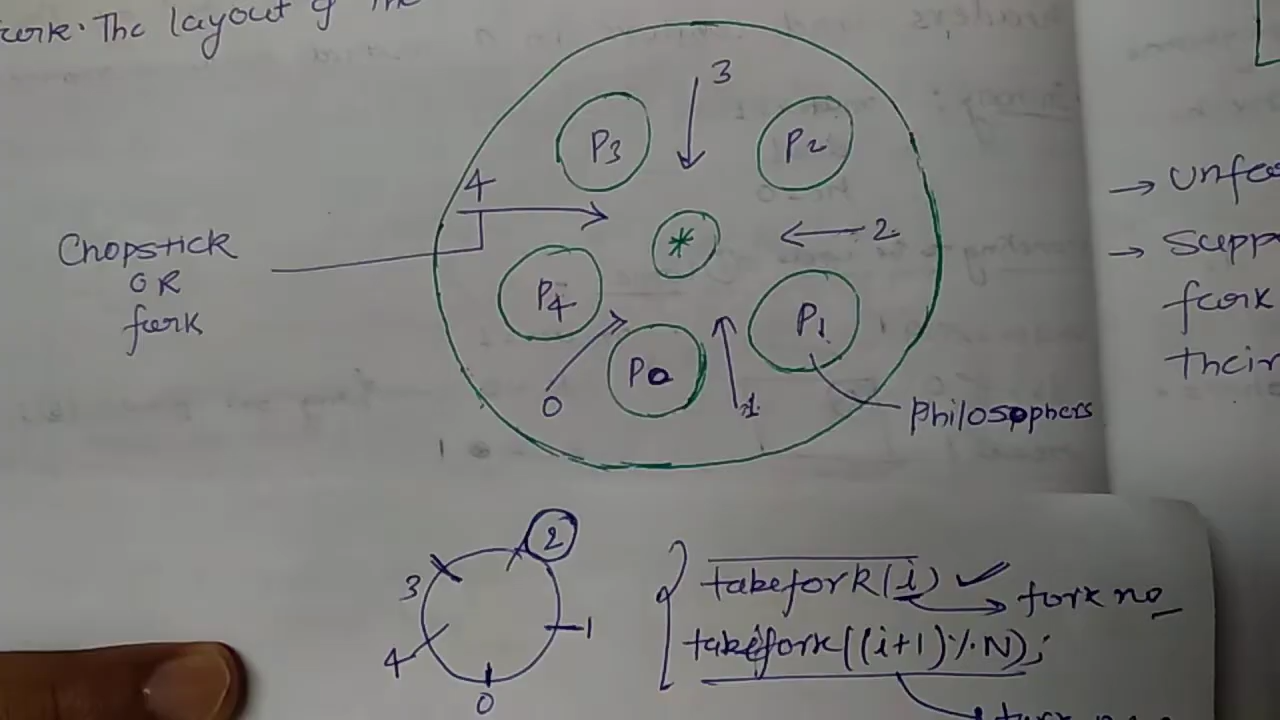 The layout of
3
P3
P2
4
*
2
Chopstick
OR
fork
P4
P1
P0
0
1
Philosophers
→
→ Supp
fork
their
2
3
1
4
0
takefork(i) ✓ → fork no
takefork((i+1)%N);